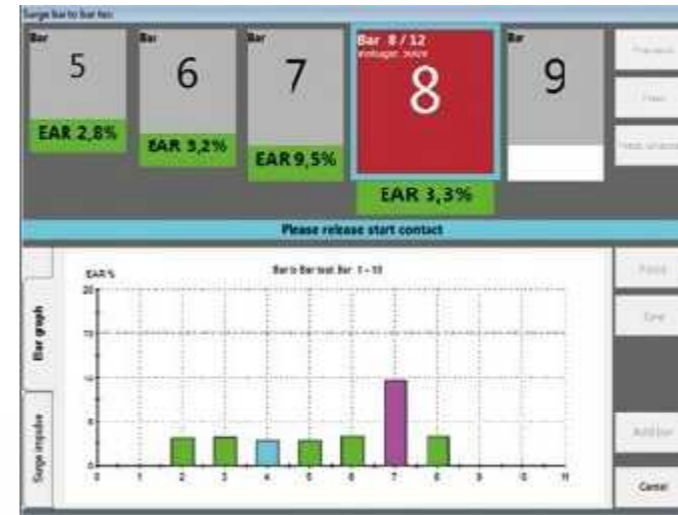 Surge bar to bar test
Bar
5
EAR 2,8%
Bar
6
EAR 3,2%
Bar
7
EAR 9,5%
Bar 8 / 12
8
EAR 3,3%
Bar
9
Please release start contact
Bar graph
Surge impulse
EAR %
Bar to Bar test Bar 1 - 10
20
15
10
5
0
0 1 2 3 4 5 6 7 8 9 10 11
Cancel